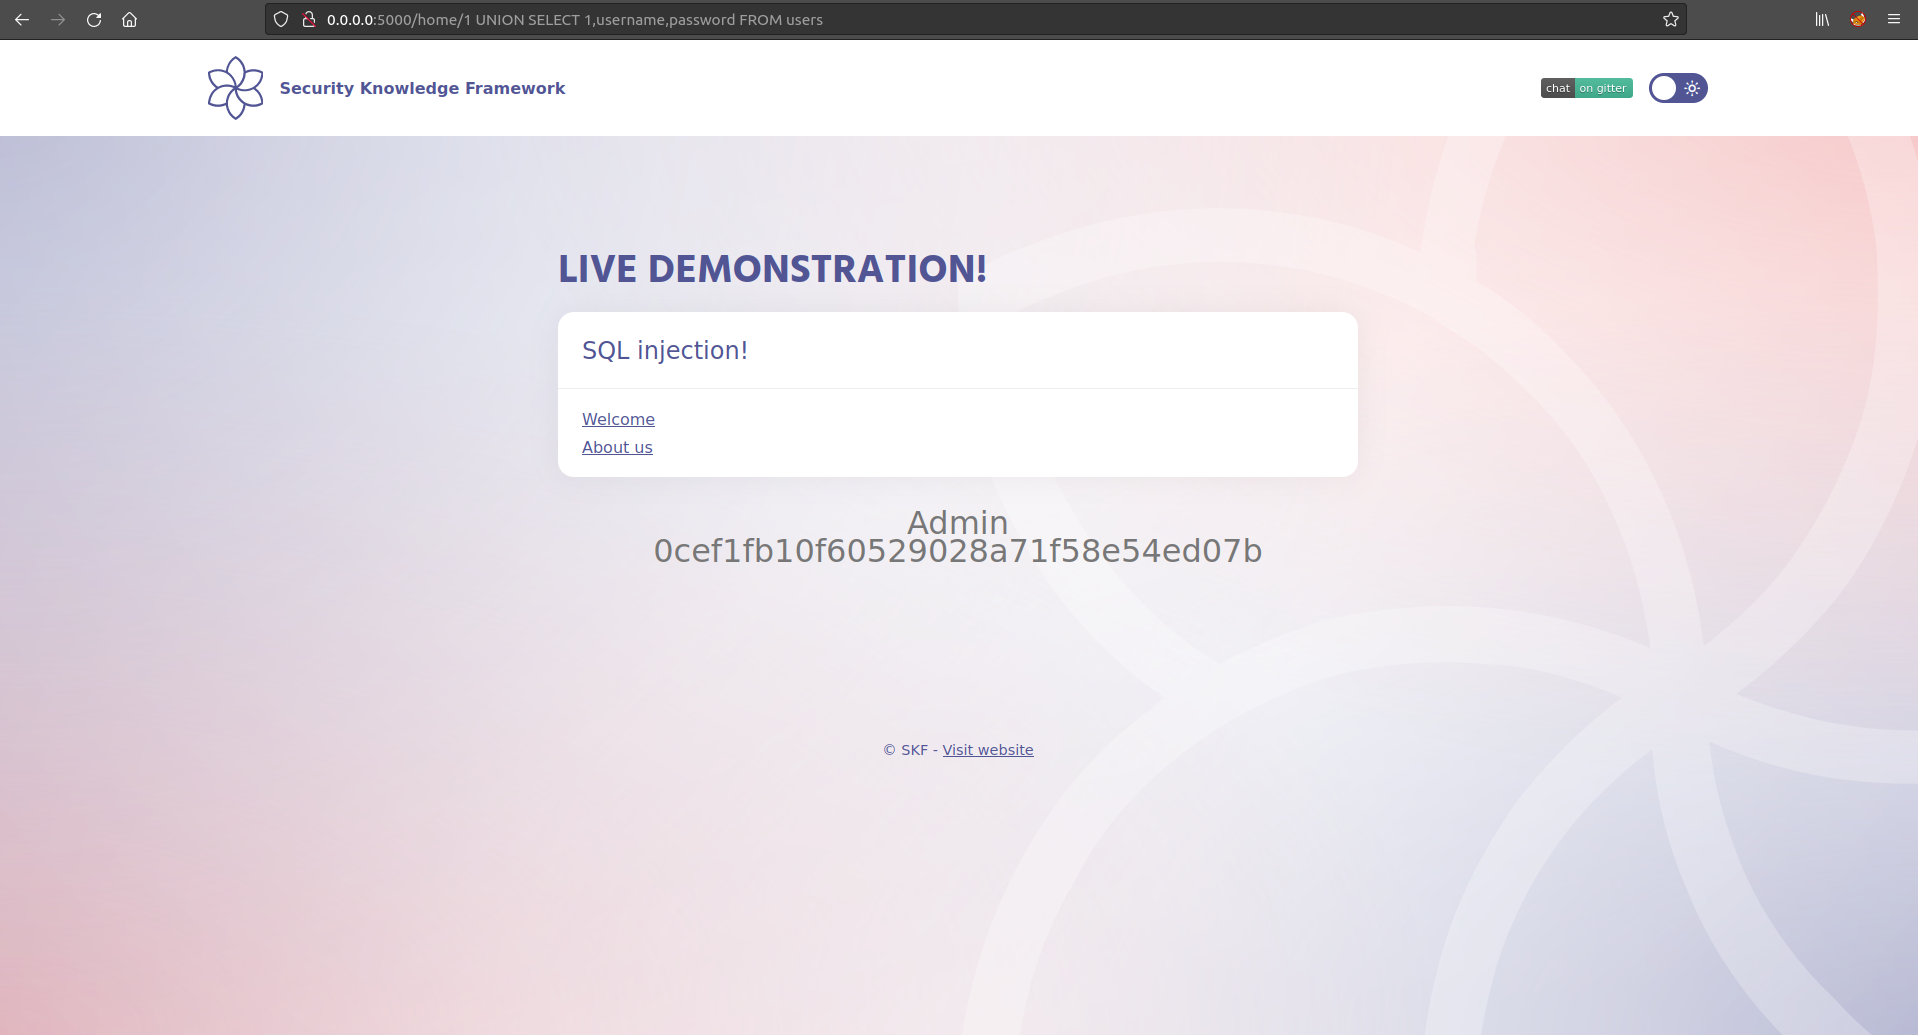 0.0.0.0:5000/home/1 UNION SELECT 1,username,password FROM users
Security Knowledge Framework
chat on gitter
LIVE DEMONSTRATION!
SQL injection!
Welcome
About us
Admin
0cef1fb10f60529028a71f58e54ed07b
© SKF - Visit website